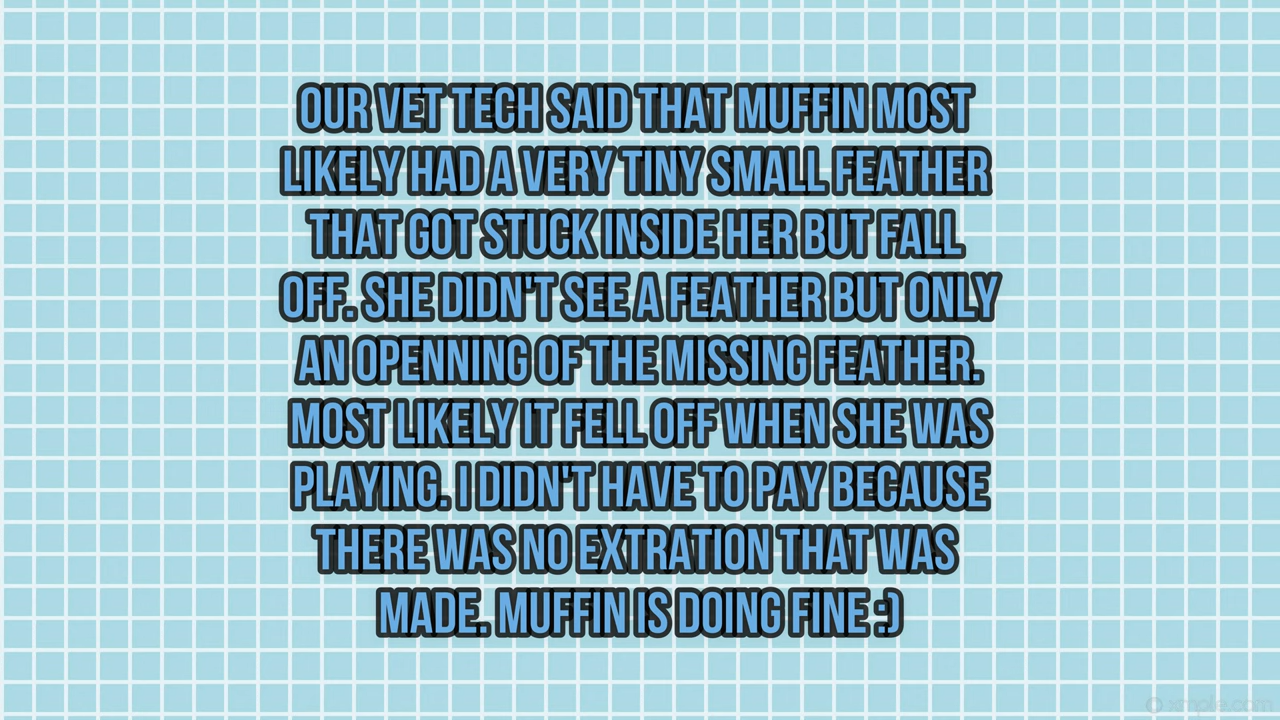 OUR VET TECH SAID THAT MUFFIN MOST
LIKELY HAD A VERY TINY SMALL FEATHER
THAT GOT STUCK INSIDE HER BUT FALL
OFF. SHE DIDN'T SEE A FEATHER BUT ONLY
AN OPENNING OF THE MISSING FEATHER.
MOST LIKELY IT FELL OFF WHEN SHE WAS
PLAYING. I DIDN'T HAVE TO PAY BECAUSE
THERE WAS NO EXTRATION THAT WAS
MADE. MUFFIN IS DOING FINE :)
xmple.com